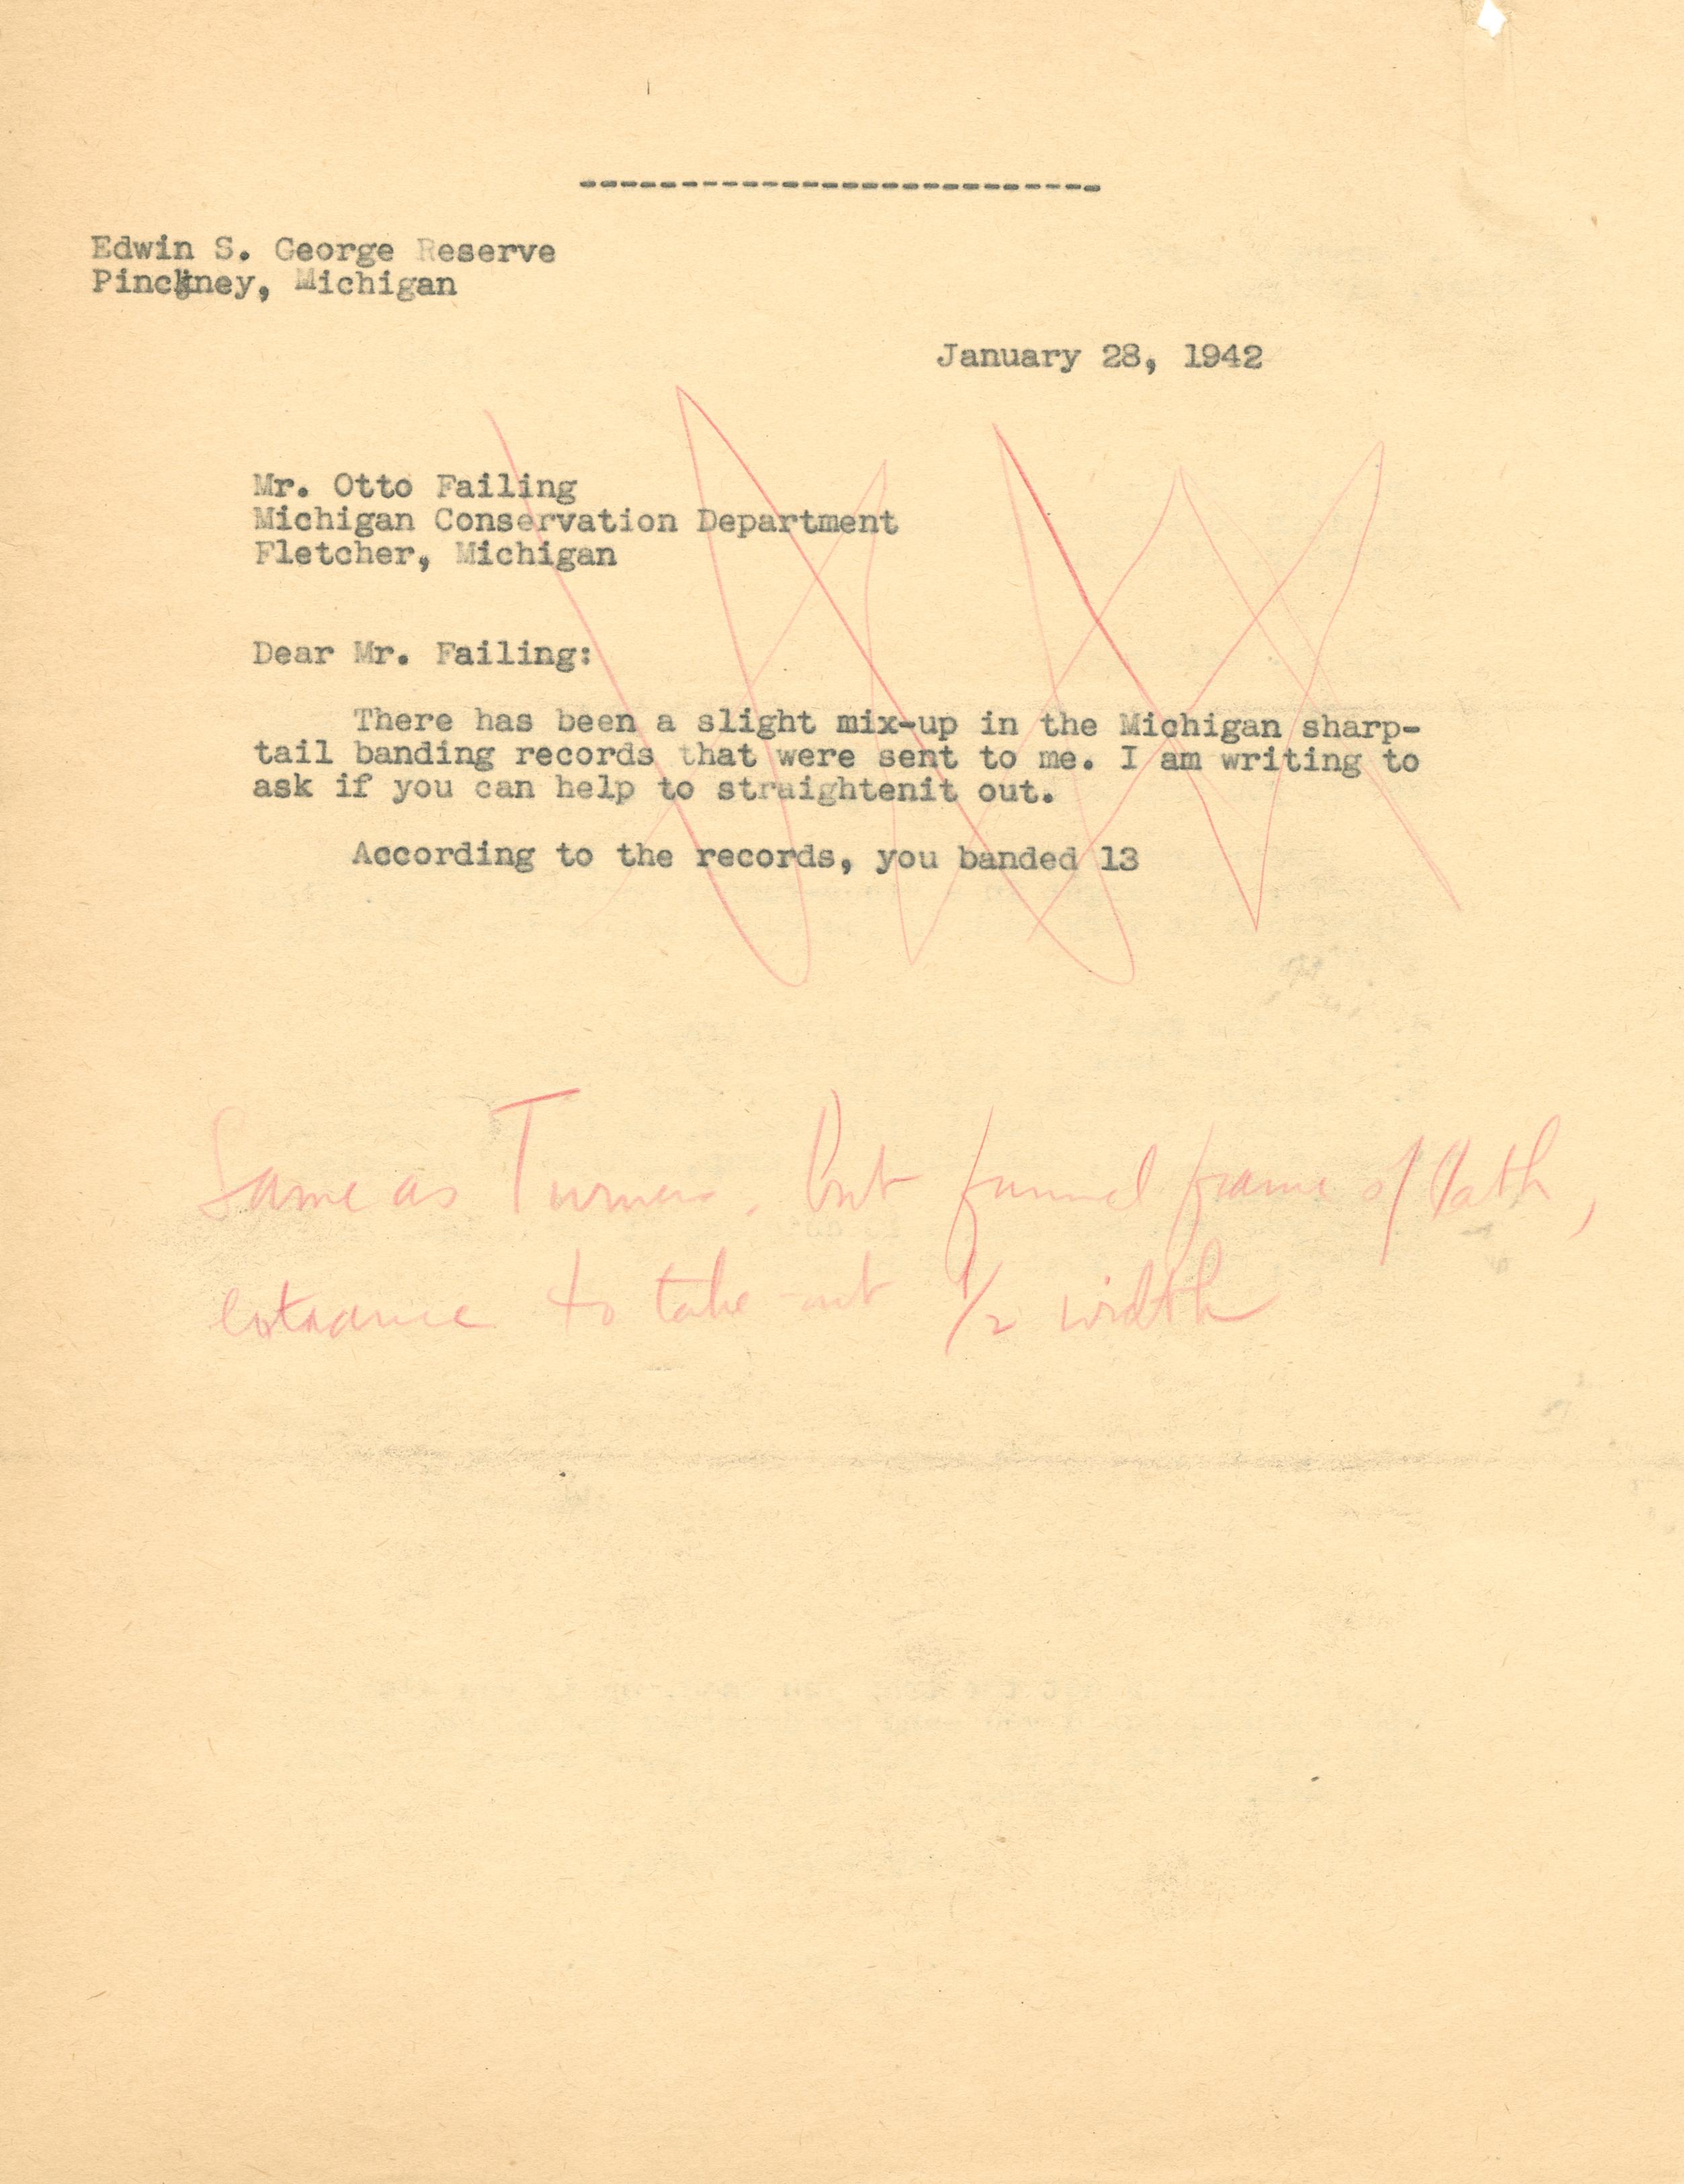 --------------------------
Edwin S. George Reserve
Pinckney, Michigan
January 28, 1942
Mr. Otto Failing
Michigan Conservation Department
Fletcher, Michigan
Dear Mr. Failing:
There has been a slight mix-up in the Michigan sharp-
tail banding records that were sent to me. I am writing to
ask if you can help to straightenit out.
According to the records, you banded 13
Same as Turners, but funnel frame of lath,
entrance to take out 1/2 width